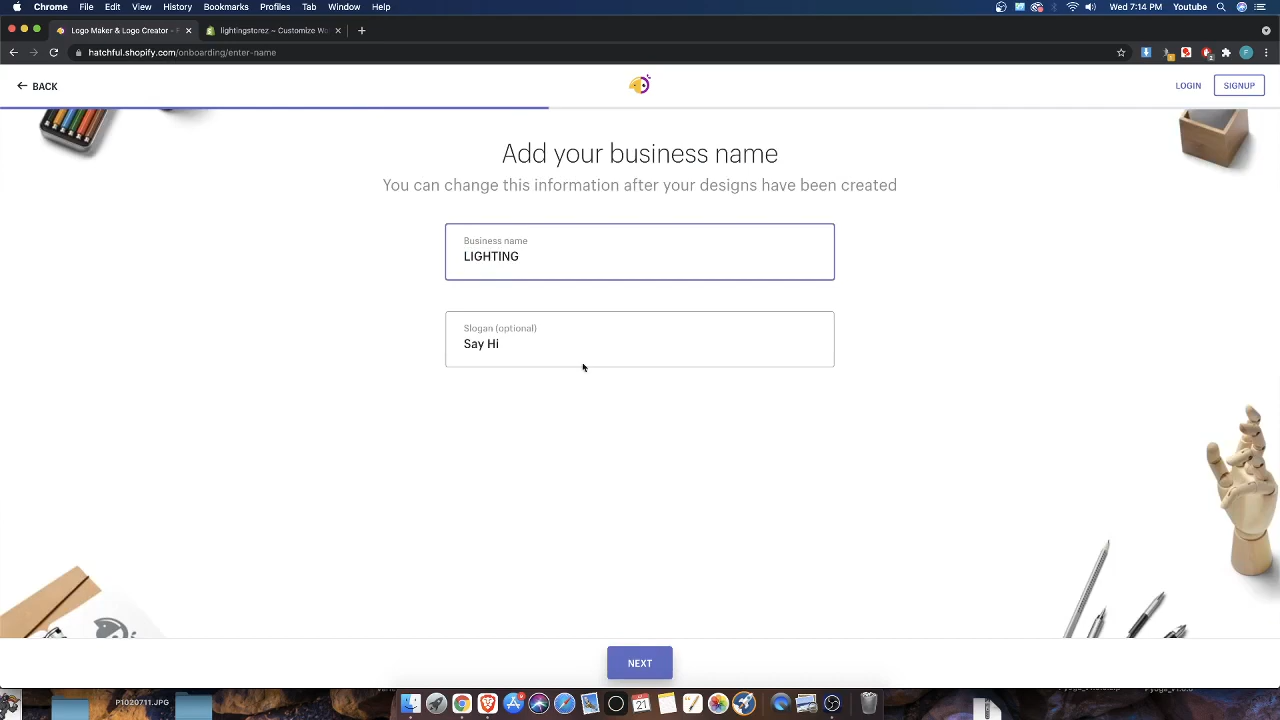 Chrome File Edit View History Bookmarks Profiles Tab Window Help
Wed 7:14 PM Youtube
Logo Maker & Logo Creator - F
lightingstorez ~ Customize Wo
hatchful.shopify.com/onboarding/enter-name
BACK
LOGIN
SIGNUP
Add your business name
You can change this information after your designs have been created
Business name
LIGHTING
Slogan (optional)
Say Hi
NEXT
P1020711.JPG